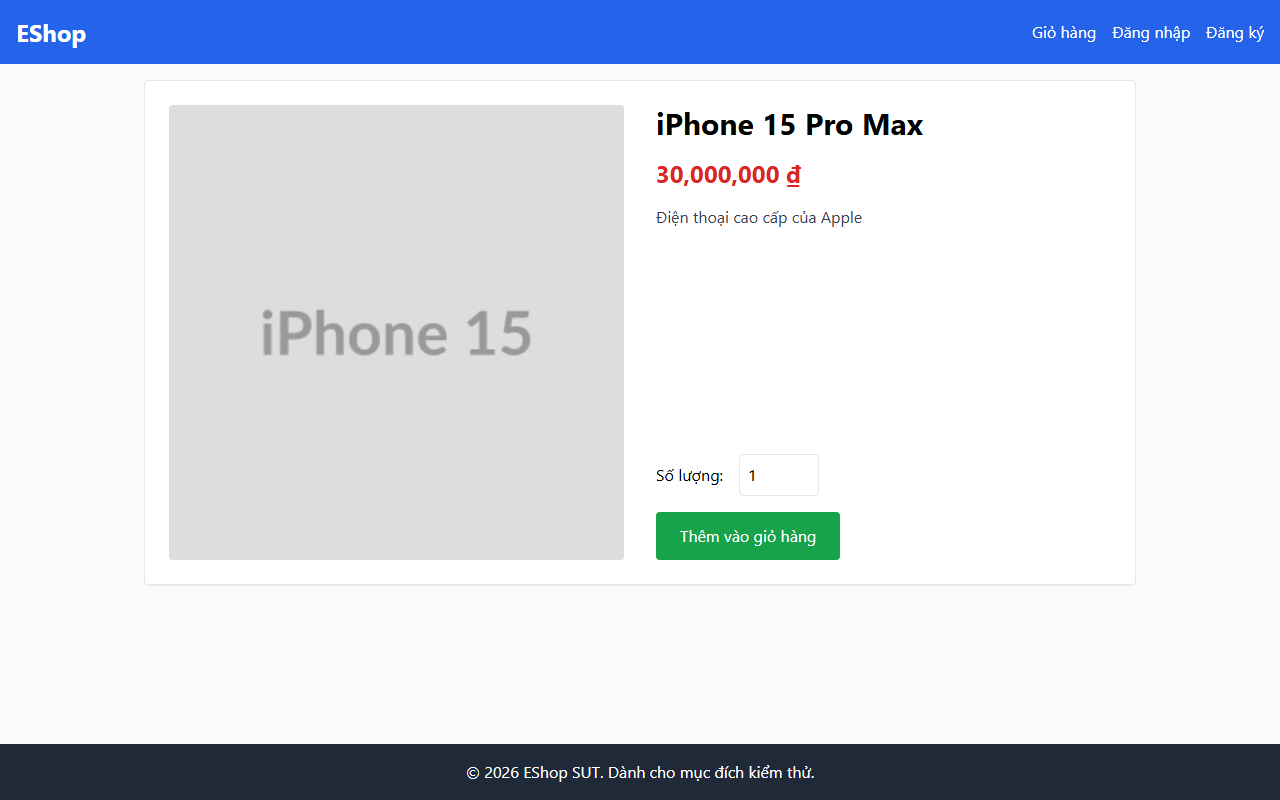 EShop
Giỏ hàng
Đăng nhập
Đăng ký
iPhone 15
iPhone 15 Pro Max
30,000,000 ₫
Điện thoại cao cấp của Apple
Số lượng:
1
Thêm vào giỏ hàng
© 2026 EShop SUT. Dành cho mục đích kiểm thử.